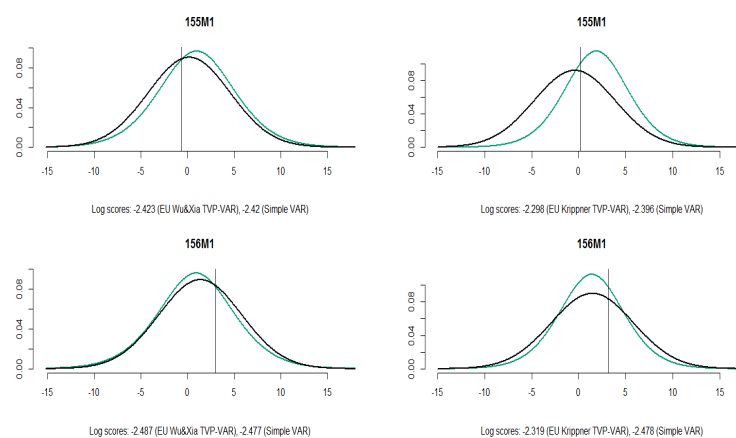 155M1
0.00 0.04 0.08
-15 -10 -5 0 5 10 15
Log scores: -2.423 (EU Wu&Xia TVP-VAR), -2.42 (Simple VAR)
155M1
0.00 0.04 0.08
-15 -10 -5 0 5 10 15
Log scores: -2.298 (EU Krippner TVP-VAR), -2.396 (Simple VAR)
156M1
0.00 0.04 0.08
-15 -10 -5 0 5 10 15
Log scores: -2.487 (EU Wu&Xia TVP-VAR), -2.477 (Simple VAR)
156M1
0.00 0.04 0.08
-15 -10 -5 0 5 10 15
Log scores: -2.319 (EU Krippner TVP-VAR), -2.478 (Simple VAR)